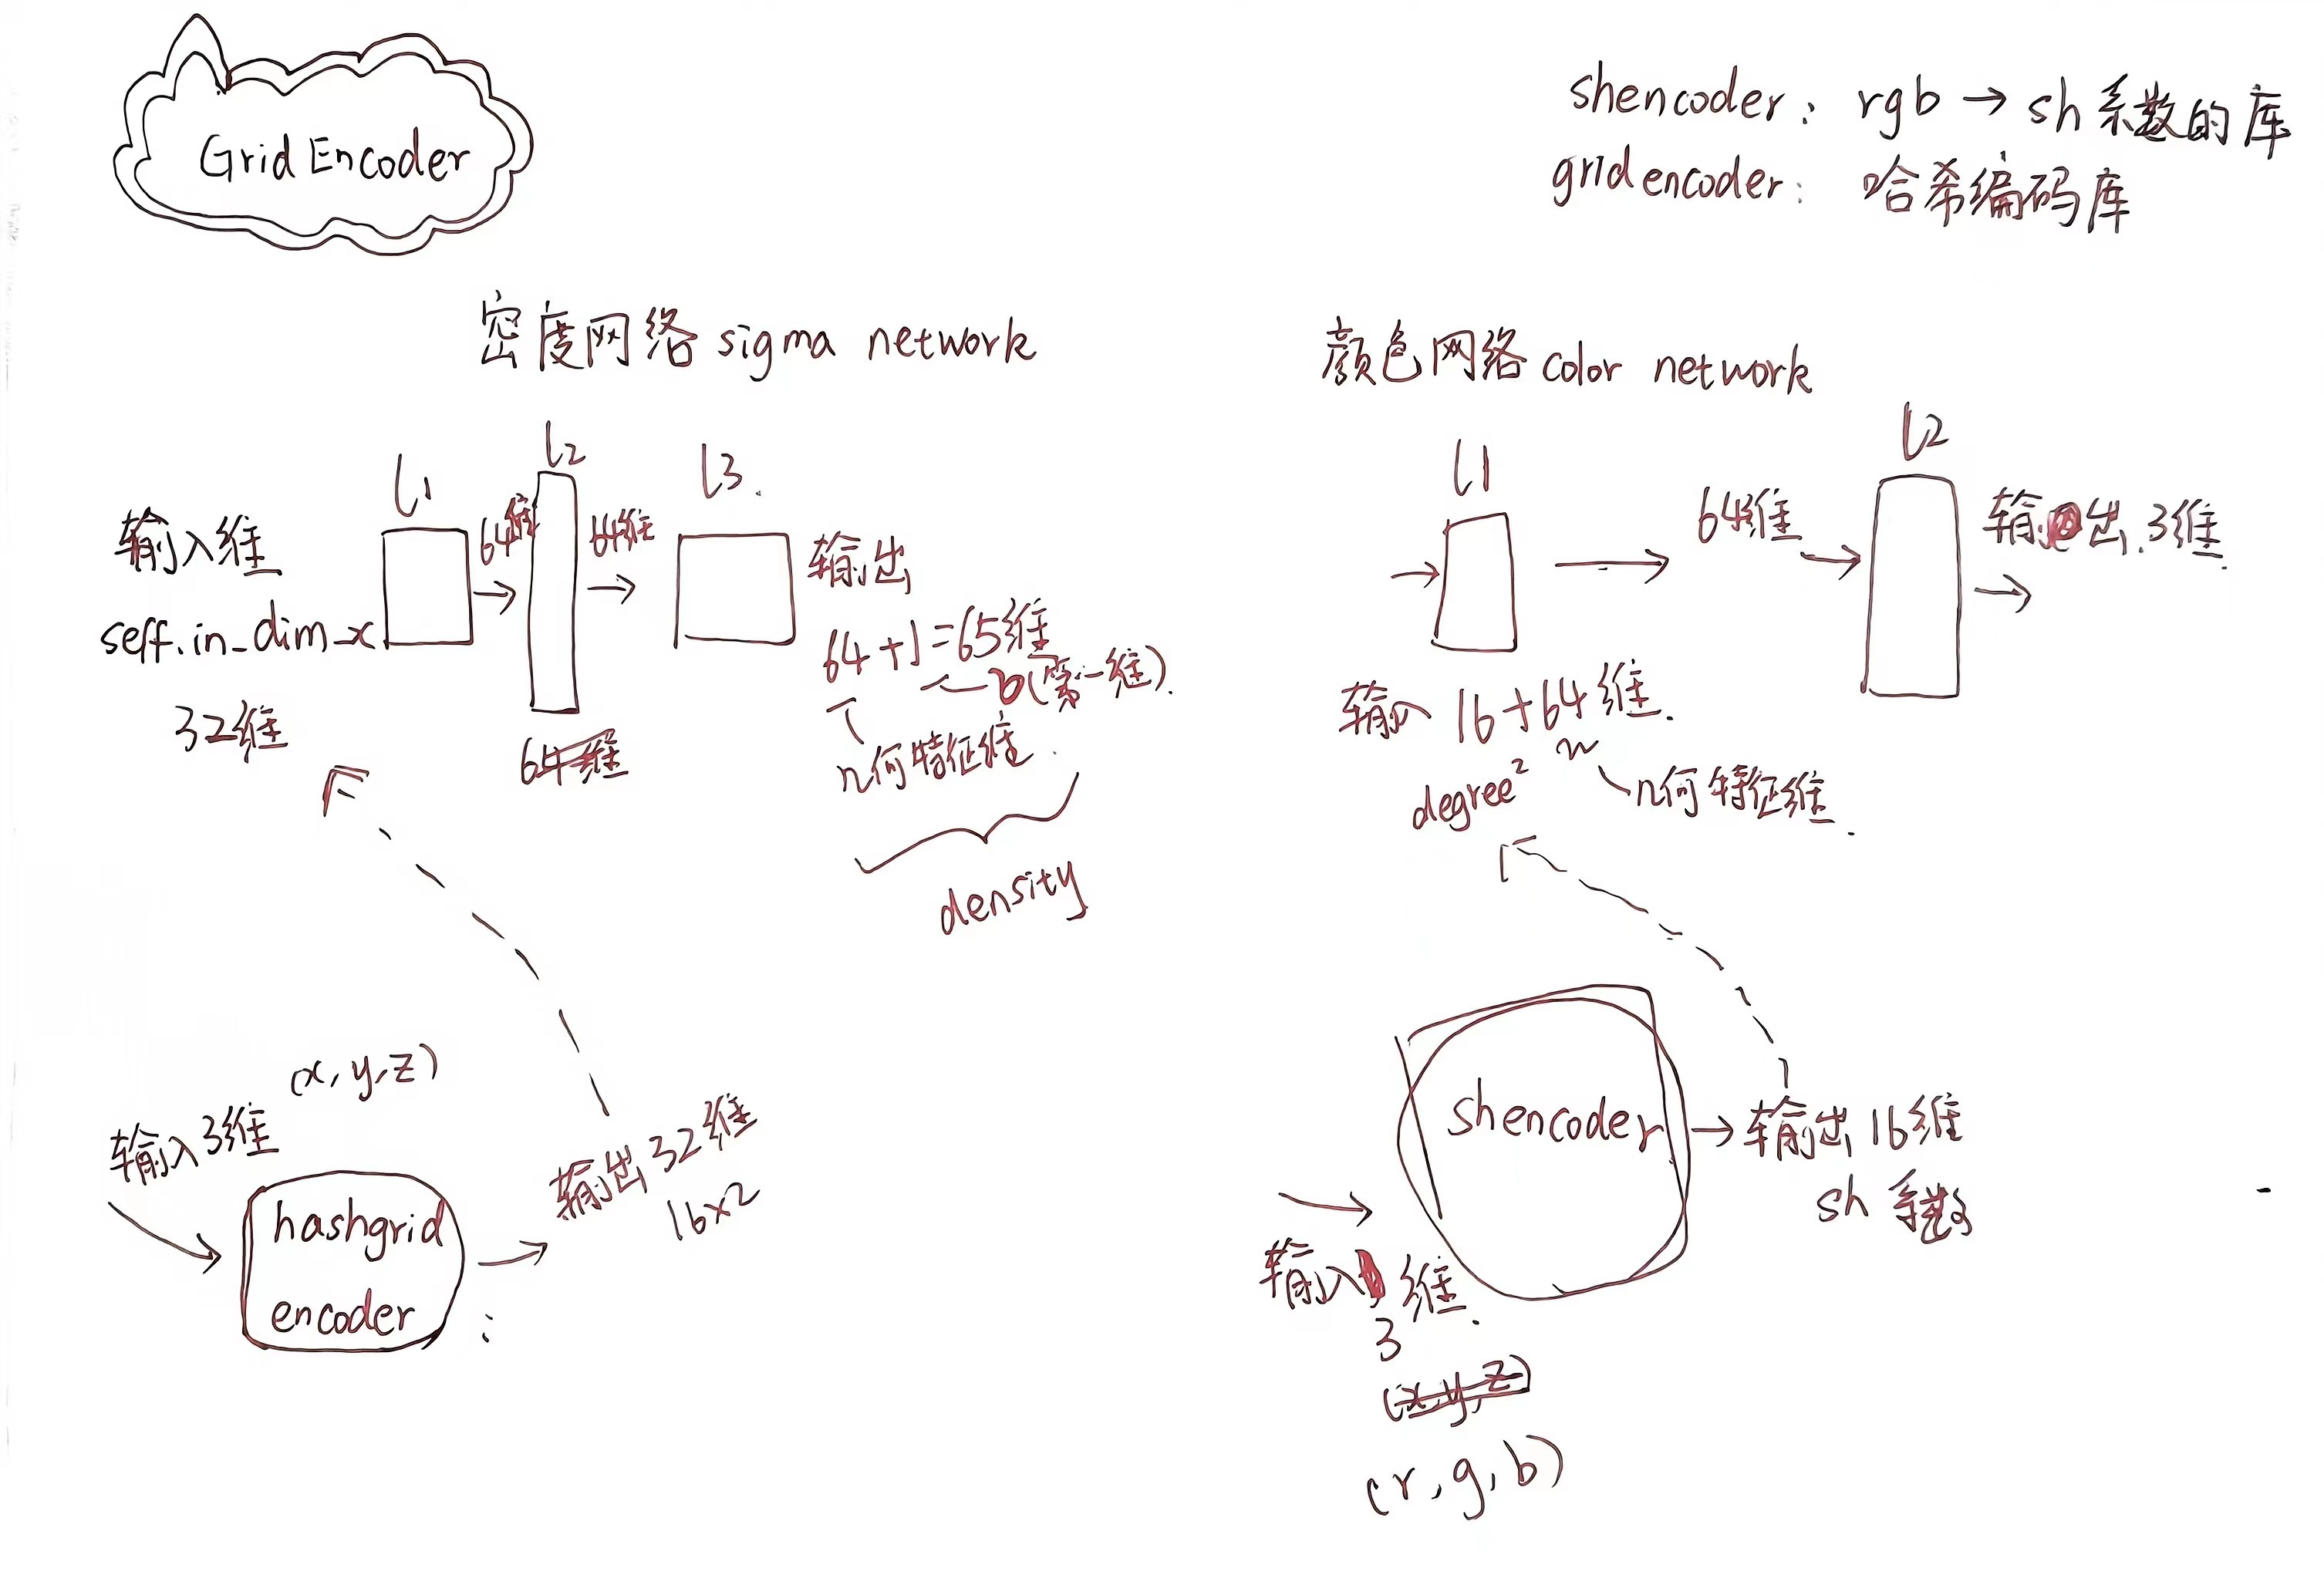 Grid Encoder
shencoder: rgb → sh系数的库
gridencoder: 哈希编码库
密度网络 sigma network
l1
l2
l3.
输入维
self.in_dim_x
32维
64维
64维
64维
输出
64+1=65维
σ(第一维).
几何特征维.
density
(x, y, z)
输入3维
hashgrid
encoder
输出32维
16×2
颜色网络 color network
l1
64维
l2
输出.3维.
输入 16+64维.
degree²
几何特征维.
shencoder
输入 维.
3
(x,y,z)
(r, g, b)
输出16维
sh 系数